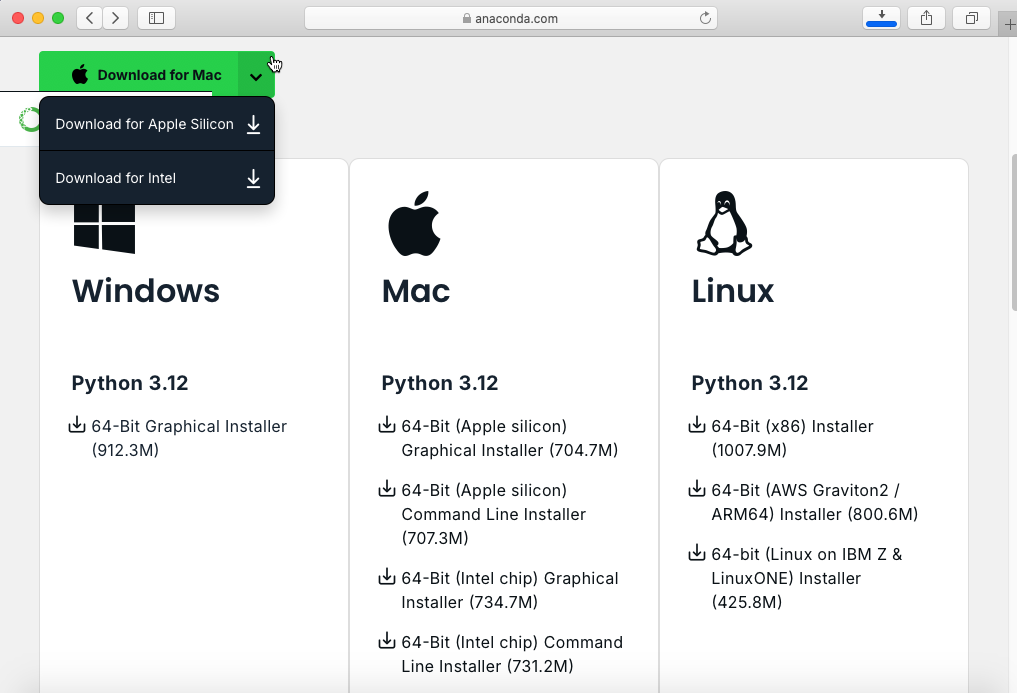 anaconda.com
Download for Mac
Download for Apple Silicon
Download for Intel
Windows
Python 3.12
64-Bit Graphical Installer
(912.3M)
Mac
Python 3.12
64-Bit (Apple silicon)
Graphical Installer (704.7M)
64-Bit (Apple silicon)
Command Line Installer
(707.3M)
64-Bit (Intel chip) Graphical
Installer (734.7M)
64-Bit (Intel chip) Command
Line Installer (731.2M)
Linux
Python 3.12
64-Bit (x86) Installer
(1007.9M)
64-Bit (AWS Graviton2 /
ARM64) Installer (800.6M)
64-bit (Linux on IBM Z &
LinuxONE) Installer
(425.8M)